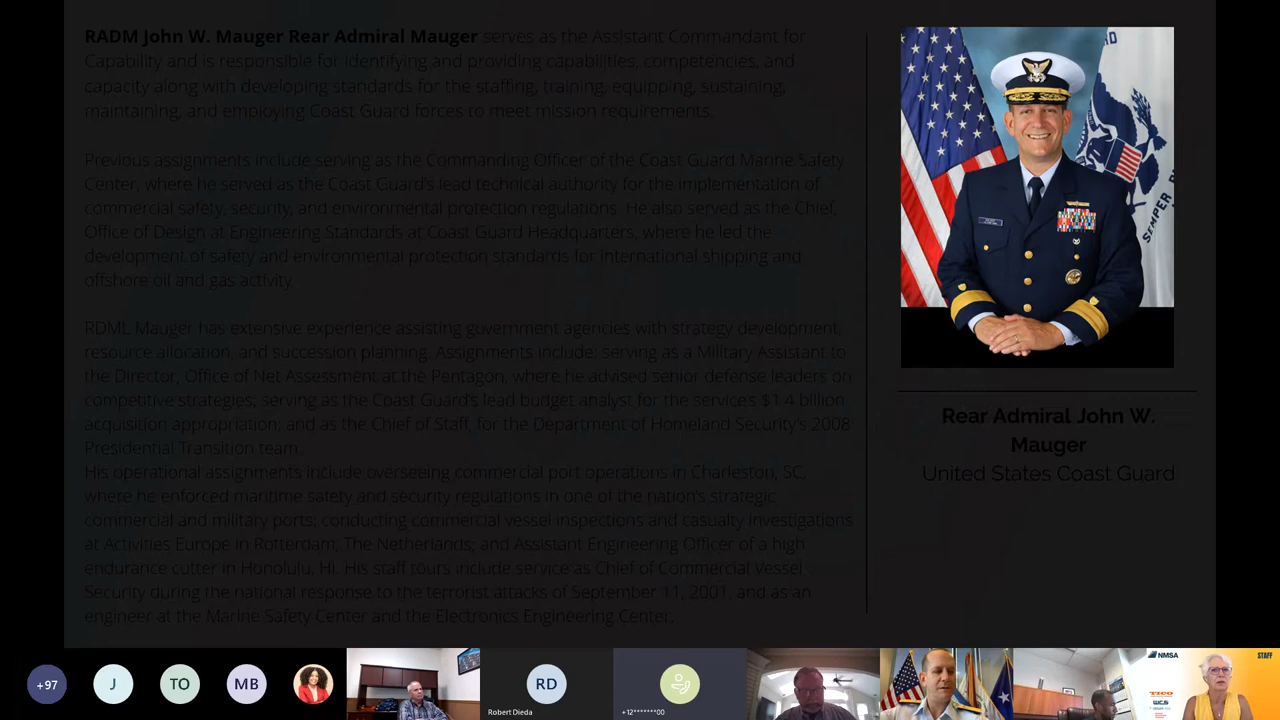 RADM John W. Mauger Rear Admiral Mauger serves as the Assistant Commandant for
Capability and is responsible for identifying and providing capabilities, competencies, and
capacity along with developing standards for the staffing, training, equipping, sustaining,
maintaining, and employing Coast Guard forces to meet mission requirements.
Previous assignments include serving as the Commanding Officer of the Coast Guard Marine Safety
Center, where he served as the Coast Guard's lead technical authority for the implementation of
commercial safety, security, and environmental protection regulations. He also served as the Chief,
Office of Design at Engineering Standards at Coast Guard Headquarters, where he led the
development of safety and environmental protection standards for international shipping and
offshore oil and gas activity.
RDML Mauger has extensive experience assisting government agencies with strategy development,
resource allocation, and succession planning. Assignments include: serving as a Military Assistant to
the Director, Office of Net Assessment at the Pentagon, where he advised senior defense leaders on
competitive strategies; serving as the Coast Guard's lead budget analyst for the service's $1.4 billion
acquisition appropriation; and as the Chief of Staff, for the Department of Homeland Security's 2008
Presidential Transition team.
His operational assignments include overseeing commercial port operations in Charleston, SC,
where he enforced maritime safety and security regulations in one of the nation's strategic
commercial and military ports; conducting commercial vessel inspections and casualty investigations
at Activities Europe in Rotterdam, The Netherlands; and Assistant Engineering Officer of a high
endurance cutter in Honolulu, HI. His staff tours include service as Chief of Commercial Vessel
Security during the national response to the terrorist attacks of September 11, 2001, and as an
engineer at the Marine Safety Center and the Electronics Engineering Center.
SEMPER
Rear Admiral John W.
Mauger
United States Coast Guard
+97
J
TO
MB
RD
Robert Dieda
+12*******00
NMSA
STAFF
TICO
WCS